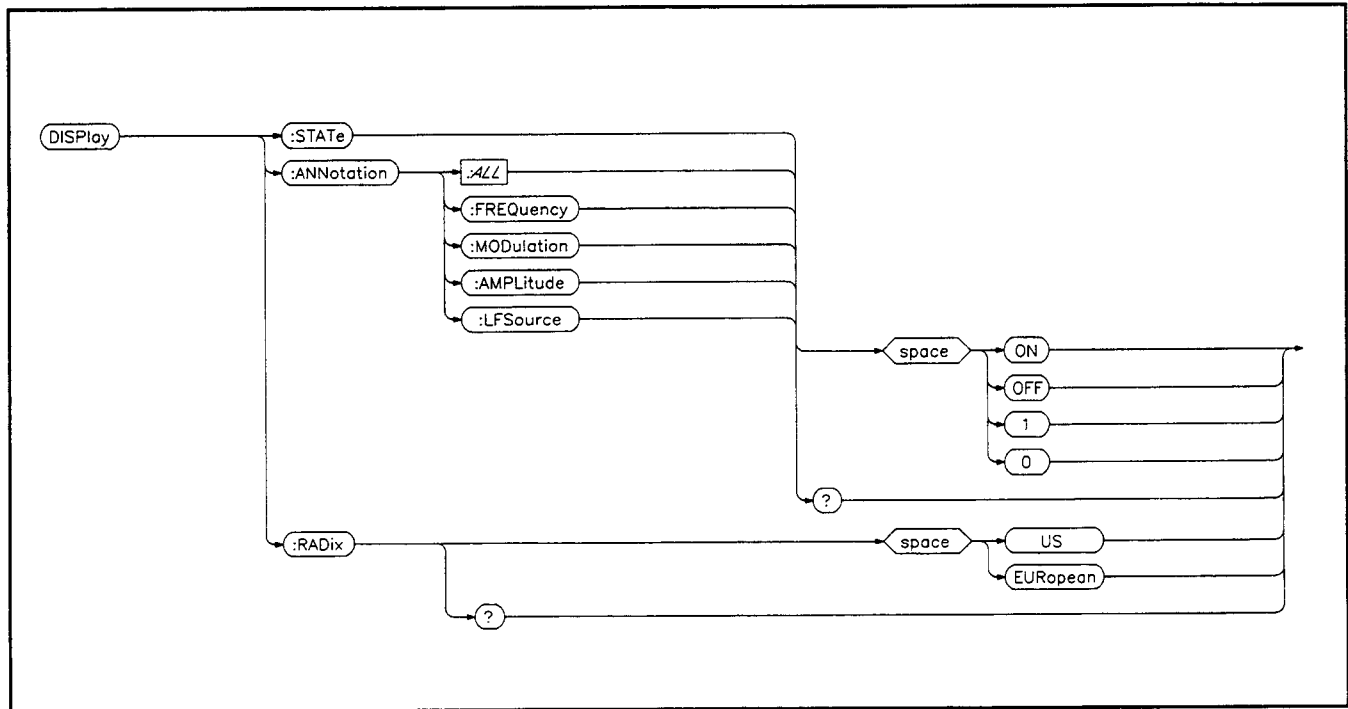 DISPlay
:STATe
:ANNotation
:ALL
:FREQuency
:MODulation
:AMPLitude
:LFSource
space
ON
OFF
1
0
?
:RADix
space
US
EURopean
?